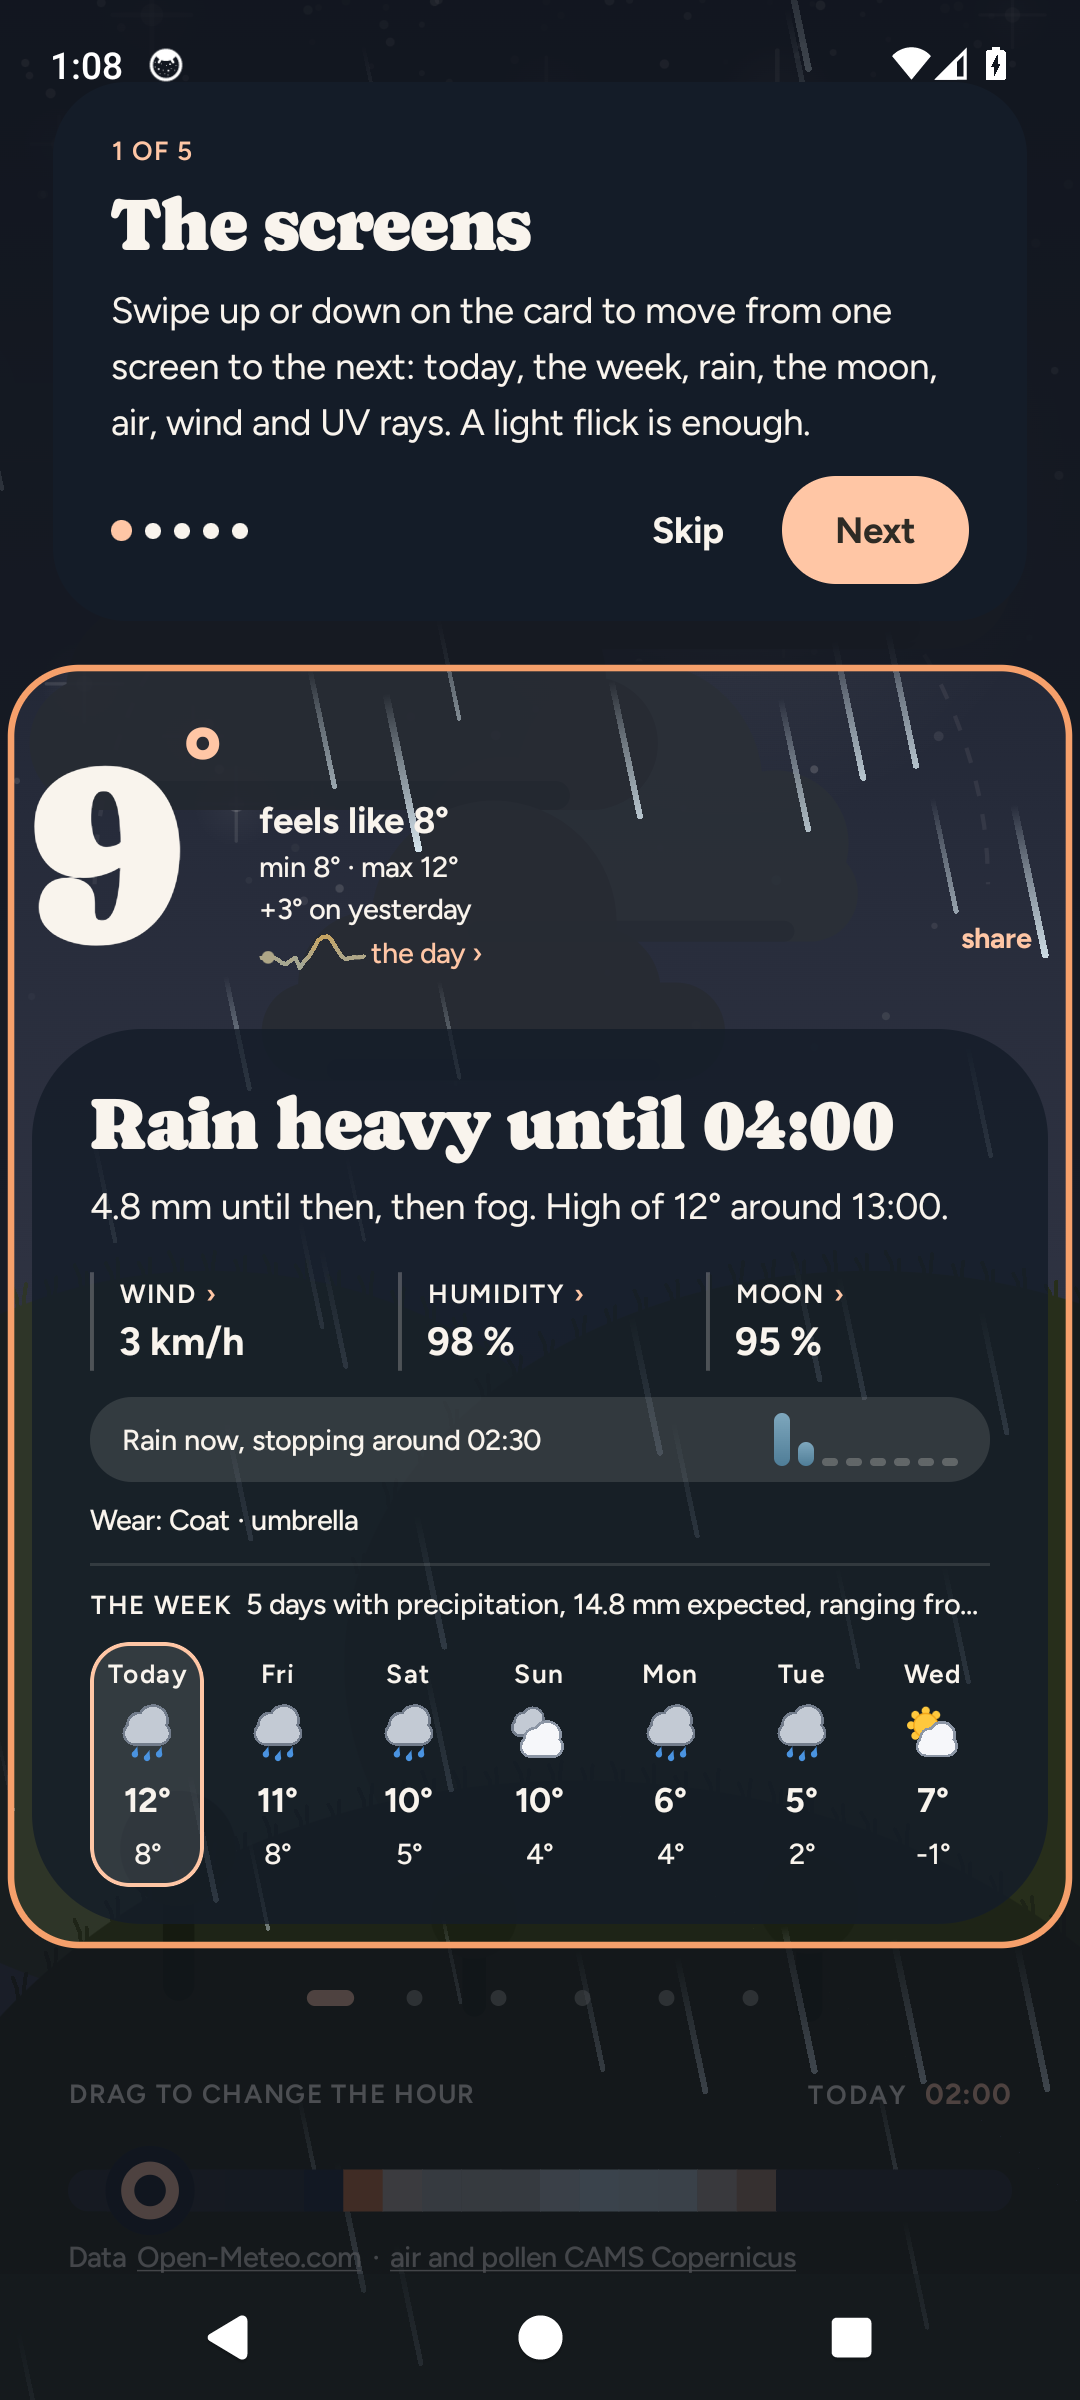 1:08
1 OF 5
The screens
Swipe up or down on the card to move from one
screen to the next: today, the week, rain, the moon,
air, wind and UV rays. A light flick is enough.
Skip
Next
9°
feels like 8°
min 8° · max 12°
+3° on yesterday
the day ›
share
Rain heavy until 04:00
4.8 mm until then, then fog. High of 12° around 13:00.
WIND › HUMIDITY › MOON ›
3 km/h 98 % 95 %
Rain now, stopping around 02:30
Wear: Coat · umbrella
THE WEEK 5 days with precipitation, 14.8 mm expected, ranging fro...
Today Fri Sat Sun Mon Tue Wed
12° 11° 10° 10° 6° 5° 7°
8° 8° 5° 4° 4° 2° -1°
DRAG TO CHANGE THE HOUR TODAY 02:00
Data Open-Meteo.com · air and pollen CAMS Copernicus